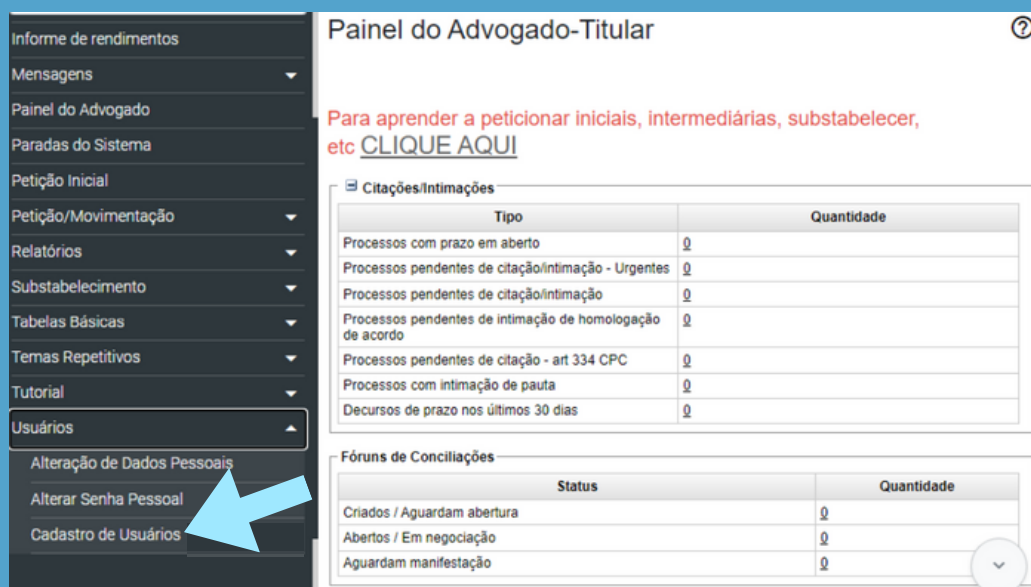 Informe de rendimentos
Mensagens
Painel do Advogado
Paradas do Sistema
Petição Inicial
Petição/Movimentação
Relatórios
Substabelecimento
Tabelas Básicas
Temas Repetitivos
Tutorial
Usuários
Alteração de Dados Pessoais
Alterar Senha Pessoal
Cadastro de Usuários
Painel do Advogado-Titular
Para aprender a peticionar iniciais, intermediárias, substabelecer,
etc CLIQUE AQUI
Citações/Intimações
Tipo Quantidade
Processos com prazo em aberto 0
Processos pendentes de citação/intimação - Urgentes 0
Processos pendentes de citação/intimação 0
Processos pendentes de intimação de homologação 0
de acordo
Processos pendentes de citação - art 334 CPC 0
Processos com intimação de pauta 0
Decursos de prazo nos últimos 30 dias 0
Fóruns de Conciliações
Status Quantidade
Criados / Aguardam abertura 0
Abertos / Em negociação 0
Aguardam manifestação 0